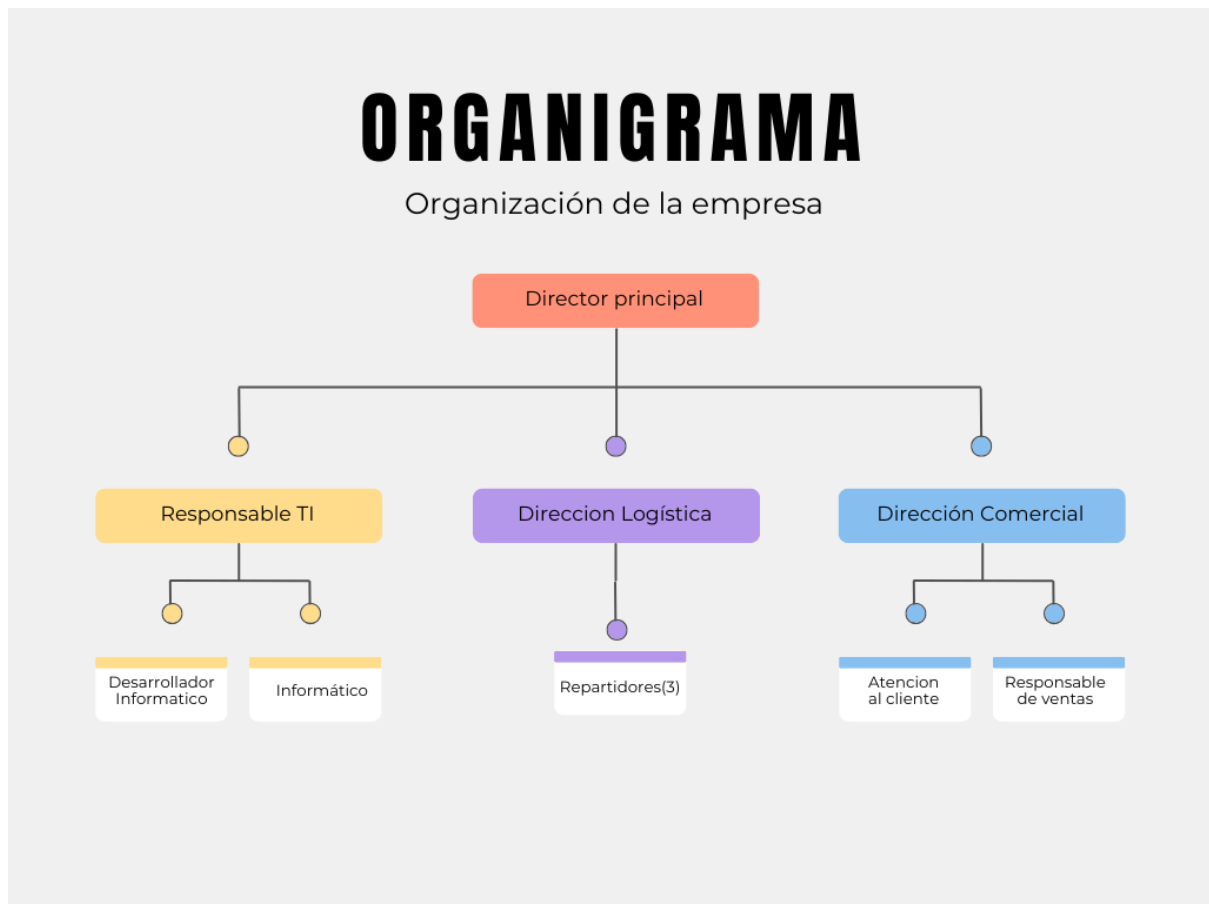 ORGANIGRAMA
Organización de la empresa
Director principal
Responsable TI
Direccion Logística
Dirección Comercial
Desarrollador
Informatico
Informático
Repartidores(3)
Atencion
al cliente
Responsable
de ventas